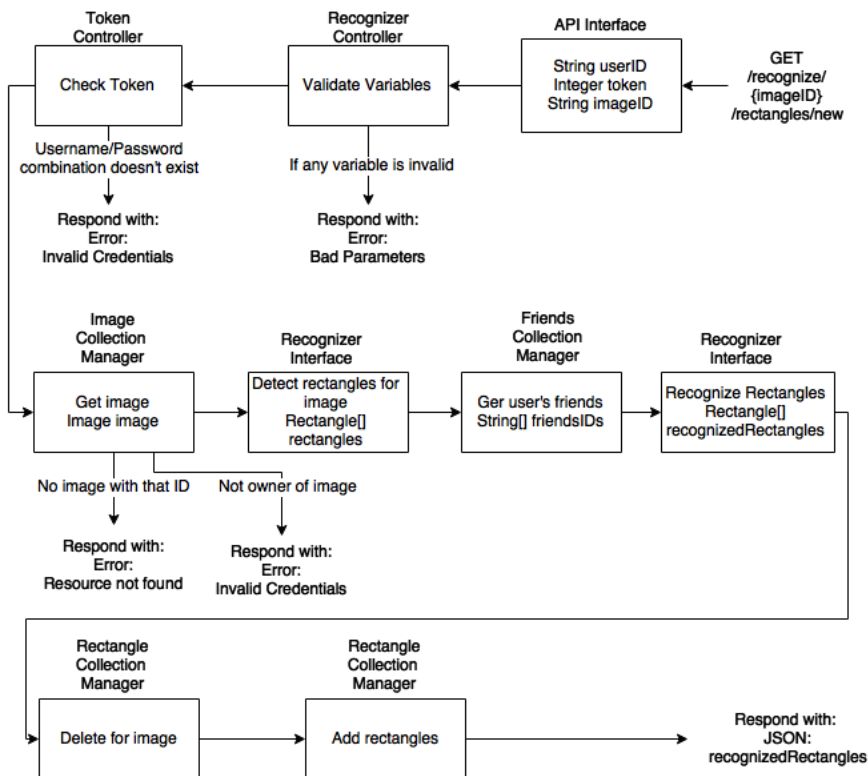 Token
Controller
Check Token
Username/Password
combination doesn't exist
Respond with:
Error:
Invalid Credentials
Recognizer
Controller
Validate Variables
If any variable is invalid
Respond with:
Error:
Bad Parameters
API Interface
String userID
Integer token
String imageID
GET
/recognize/
{imageID}
/rectangles/new
Image
Collection
Manager
Get image
Image image
No image with that ID
Respond with:
Error:
Resource not found
Not owner of image
Respond with:
Error:
Invalid Credentials
Recognizer
Interface
Detect rectangles for
image
Rectangle[]
rectangles
Friends
Collection
Manager
Ger user's friends
String[] friendsIDs
Recognizer
Interface
Recognize Rectangles
Rectangle[]
recognizedRectangles
Rectangle
Collection
Manager
Delete for image
Rectangle
Collection
Manager
Add rectangles
Respond with:
JSON:
recognizedRectangles